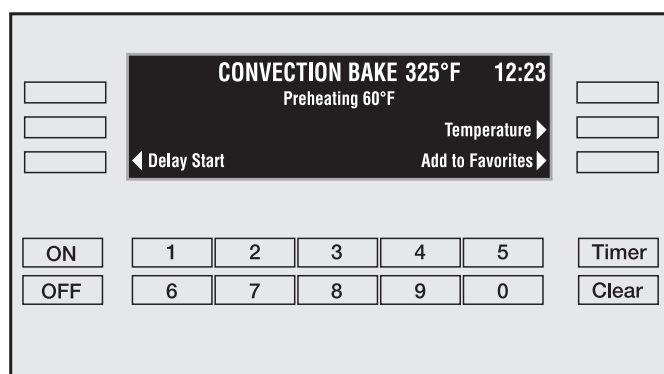 CONVECTION BAKE 325°F 12:23
Preheating 60°F
Temperature
Delay Start Add to Favorites
ON 1 2 3 4 5 Timer
OFF 6 7 8 9 0 Clear